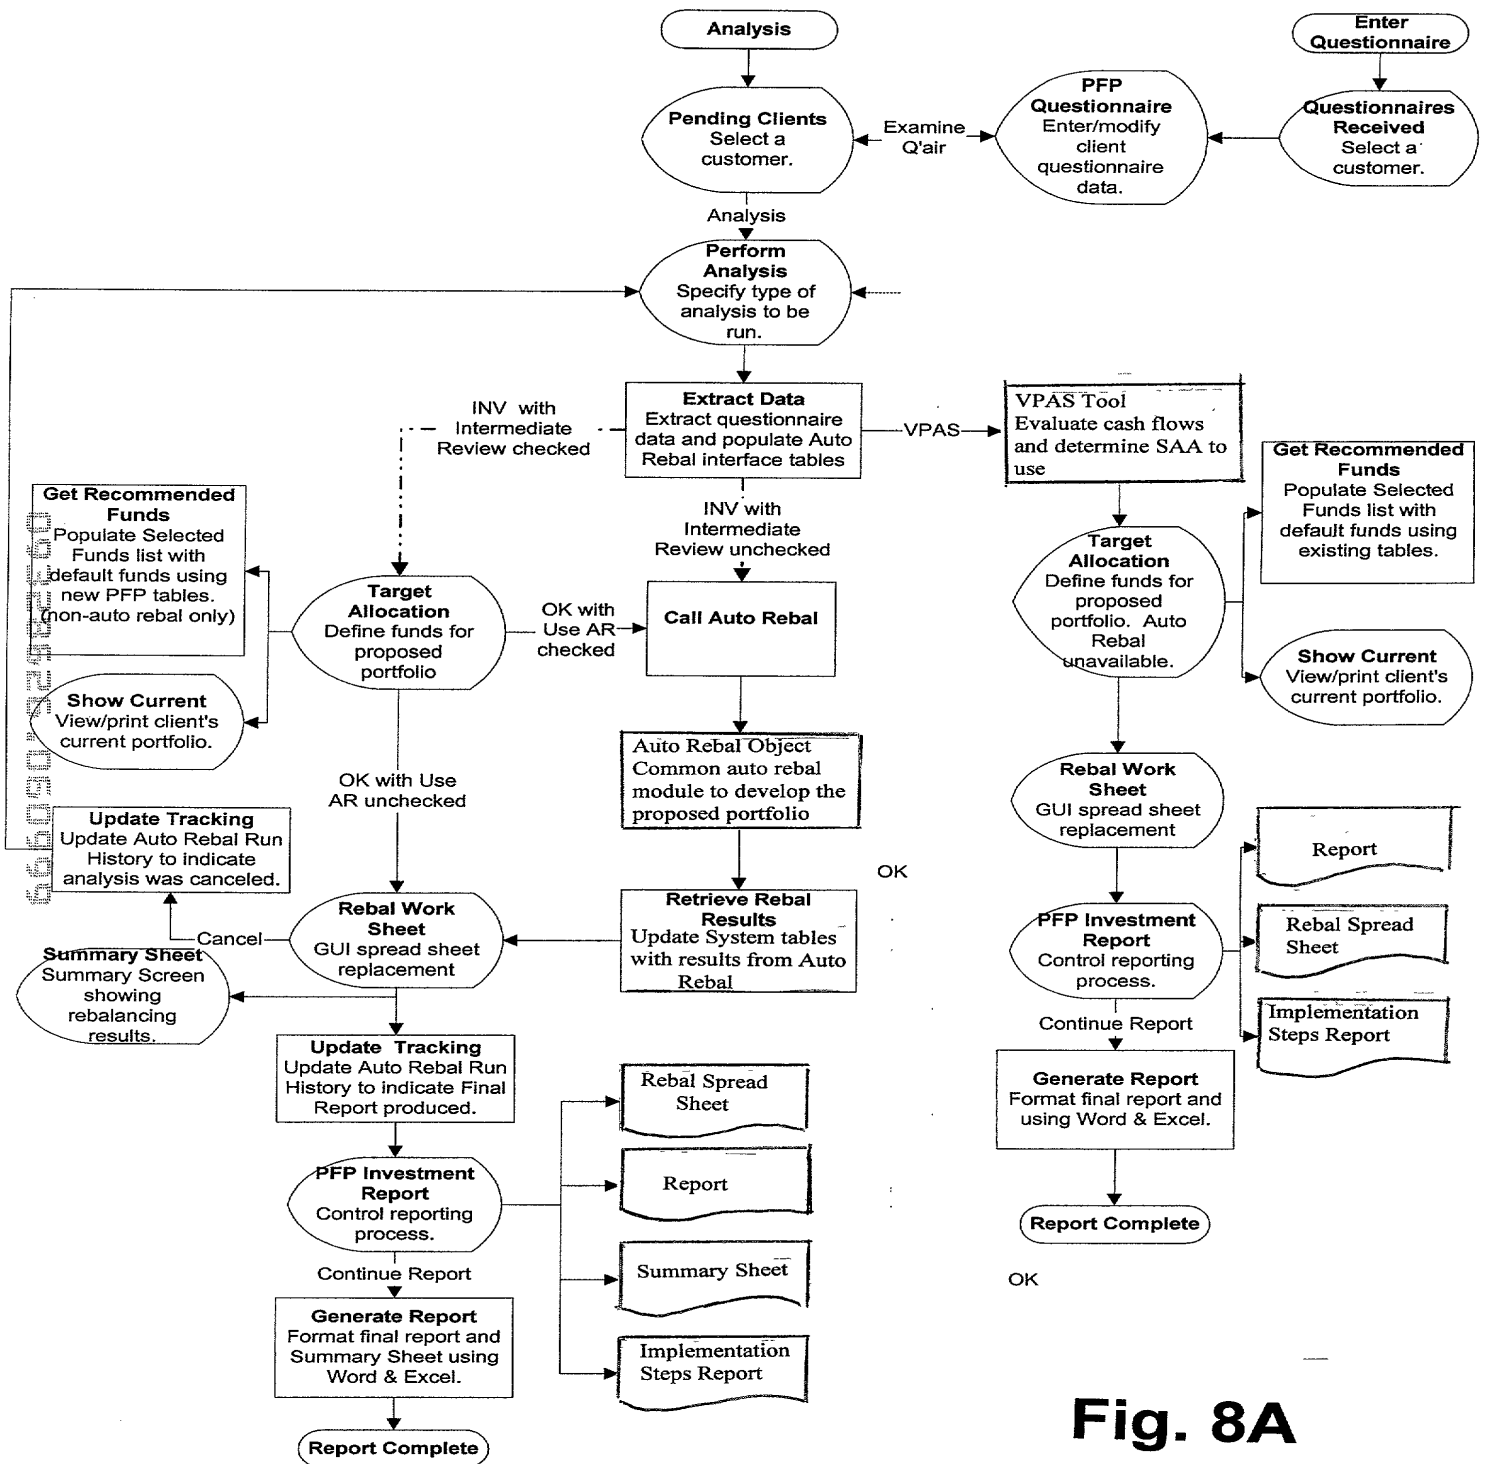 Analysis
Enter
Questionnaire
Pending Clients
Select a
customer.
Examine
Q'air
PFP
Questionnaire
Enter/modify
client
questionnaire
data.
Questionnaires
Received
Select a
customer.
Analysis
Perform
Analysis
Specify type of
analysis to be
run.
INV with
Intermediate
Review checked
Extract Data
Extract questionnaire
data and populate Auto
Rebal interface tables
VPAS
VPAS Tool
Evaluate cash flows
and determine SAA to
use
Get Recommended
Funds
Populate Selected
Funds list with
default funds using
existing tables.
Get Recommended
Funds
Populate Selected
Funds list with
default funds using
new PFP tables.
(non-auto rebal only)
INV with
Intermediate
Review unchecked
Target
Allocation
Define funds for
proposed
portfolio
OK with
Use AR
checked
Call Auto Rebal
Target
Allocation
Define funds for
proposed
portfolio. Auto
Rebal
unavailable.
Show Current
View/print client's
current portfolio.
Show Current
View/print client's
current portfolio.
OK with Use
AR unchecked
Auto Rebal Object
Common auto rebal
module to develop the
proposed portfolio
Rebal Work
Sheet
GUI spread sheet
replacement
Update Tracking
Update Auto Rebal Run
History to indicate
analysis was canceled.
Report
OK
Rebal Work
Sheet
GUI spread sheet
replacement
Cancel
Retrieve Rebal
Results
Update System tables
with results from Auto
Rebal
PFP Investment
Report
Control reporting
process.
Rebal Spread
Sheet
Summary Sheet
Summary Screen
showing
rebalancing
results.
Continue Report
Implementation
Steps Report
Update Tracking
Update Auto Rebal Run
History to indicate Final
Report produced.
Rebal Spread
Sheet
Generate Report
Format final report and
using Word & Excel.
PFP Investment
Report
Control reporting
process.
Report
Report Complete
Continue Report
Summary Sheet
OK
Generate Report
Format final report and
Summary Sheet using
Word & Excel.
Implementation
Steps Report
Report Complete
Fig. 8A